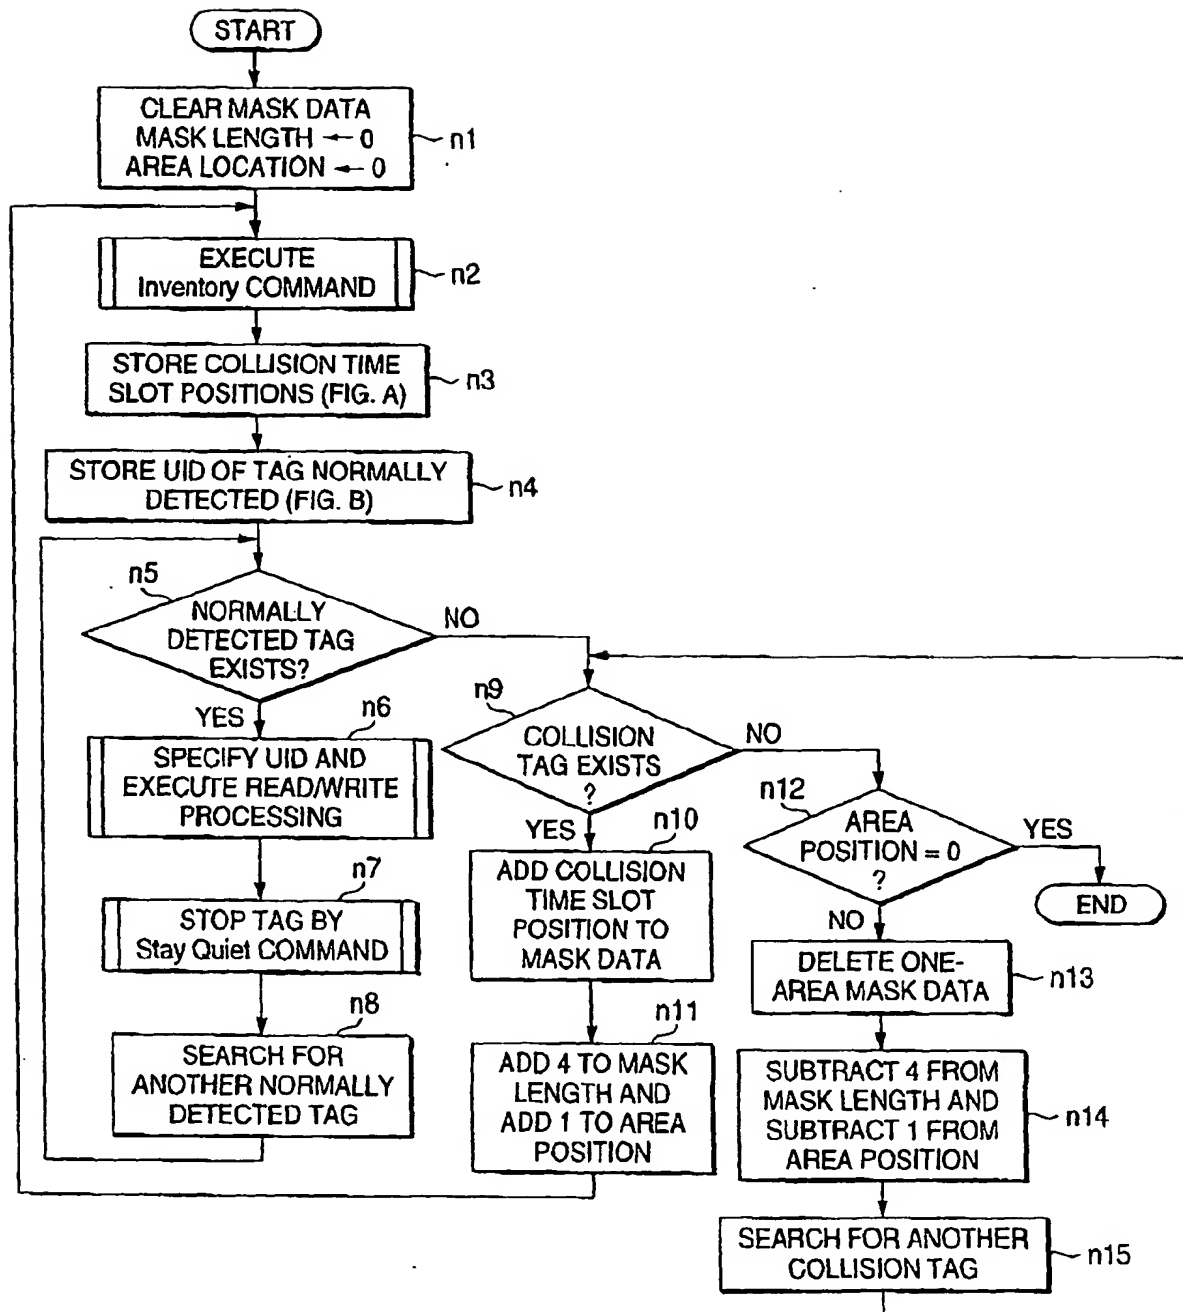 START
CLEAR MASK DATA
MASK LENGTH ← 0
AREA LOCATION ← 0
n1
EXECUTE
Inventory COMMAND
n2
STORE COLLISION TIME
SLOT POSITIONS (FIG. A)
n3
STORE UID OF TAG NORMALLY
DETECTED (FIG. B)
n4
n5
NORMALLY
DETECTED TAG
EXISTS?
NO
YES
n6
SPECIFY UID AND
EXECUTE READ/WRITE
PROCESSING
n7
STOP TAG BY
Stay Quiet COMMAND
n8
SEARCH FOR
ANOTHER NORMALLY
DETECTED TAG
n9
COLLISION
TAG EXISTS
?
NO
YES
n10
ADD COLLISION
TIME SLOT
POSITION TO
MASK DATA
n11
ADD 4 TO MASK
LENGTH AND
ADD 1 TO AREA
POSITION
n12
AREA
POSITION = 0
?
YES
END
NO
DELETE ONE-
AREA MASK DATA
n13
SUBTRACT 4 FROM
MASK LENGTH AND
SUBTRACT 1 FROM
AREA POSITION
n14
SEARCH FOR ANOTHER
COLLISION TAG
n15